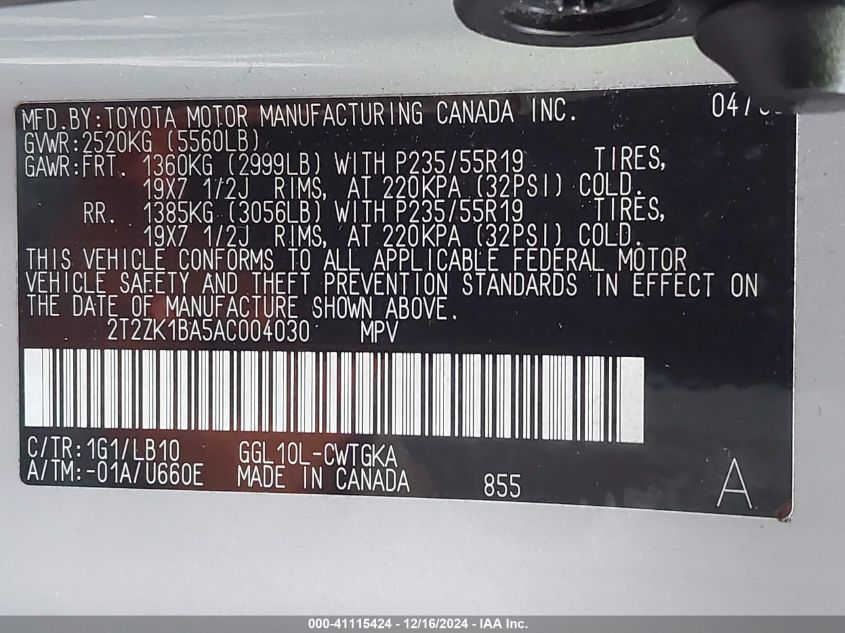 MFD.BY:TOYOTA MOTOR MANUFACTURING CANADA INC. 04/
GVWR:2520KG (5560LB)
GAWR:FRT. 1360KG (2999LB) WITH P235/55R19 TIRES,
19X7 1/2J RIMS, AT 220KPA (32PSI) COLD.
RR. 1385KG (3056LB) WITH P235/55R19 TIRES,
19X7 1/2J RIMS, AT 220KPA (32PSI) COLD.
THIS VEHICLE CONFORMS TO ALL APPLICABLE FEDERAL MOTOR
VEHICLE SAFETY AND THEFT PREVENTION STANDARDS IN EFFECT ON
THE DATE OF MANUFACTURE SHOWN ABOVE.
2T2ZK1BA5AC004030 MPV
C/TR:1G1/LB10 GGL10L-CWTGKA
A/TM:-01A/U660E MADE IN CANADA 855 A
000-41115424 - 12/16/2024 - IAA Inc.